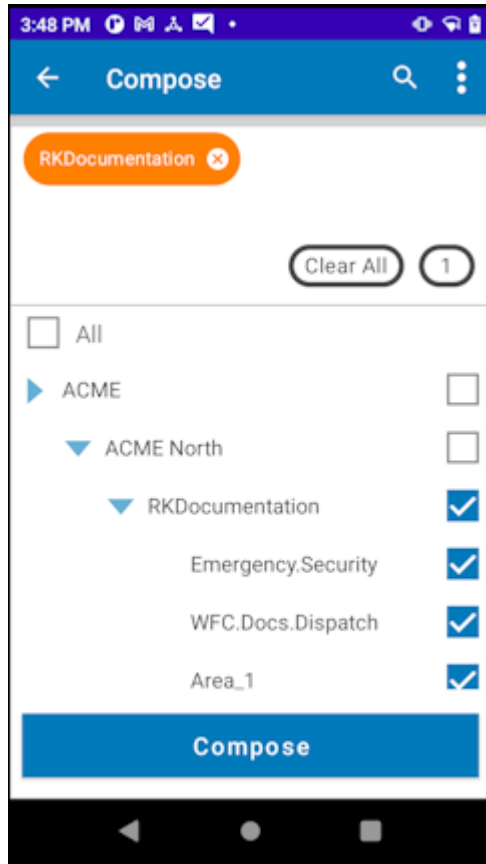 3:48 PM
Compose
RKDocumentation
Clear All 1
All
ACME
ACME North
RKDocumentation
Emergency.Security
WFC.Docs.Dispatch
Area_1
Compose